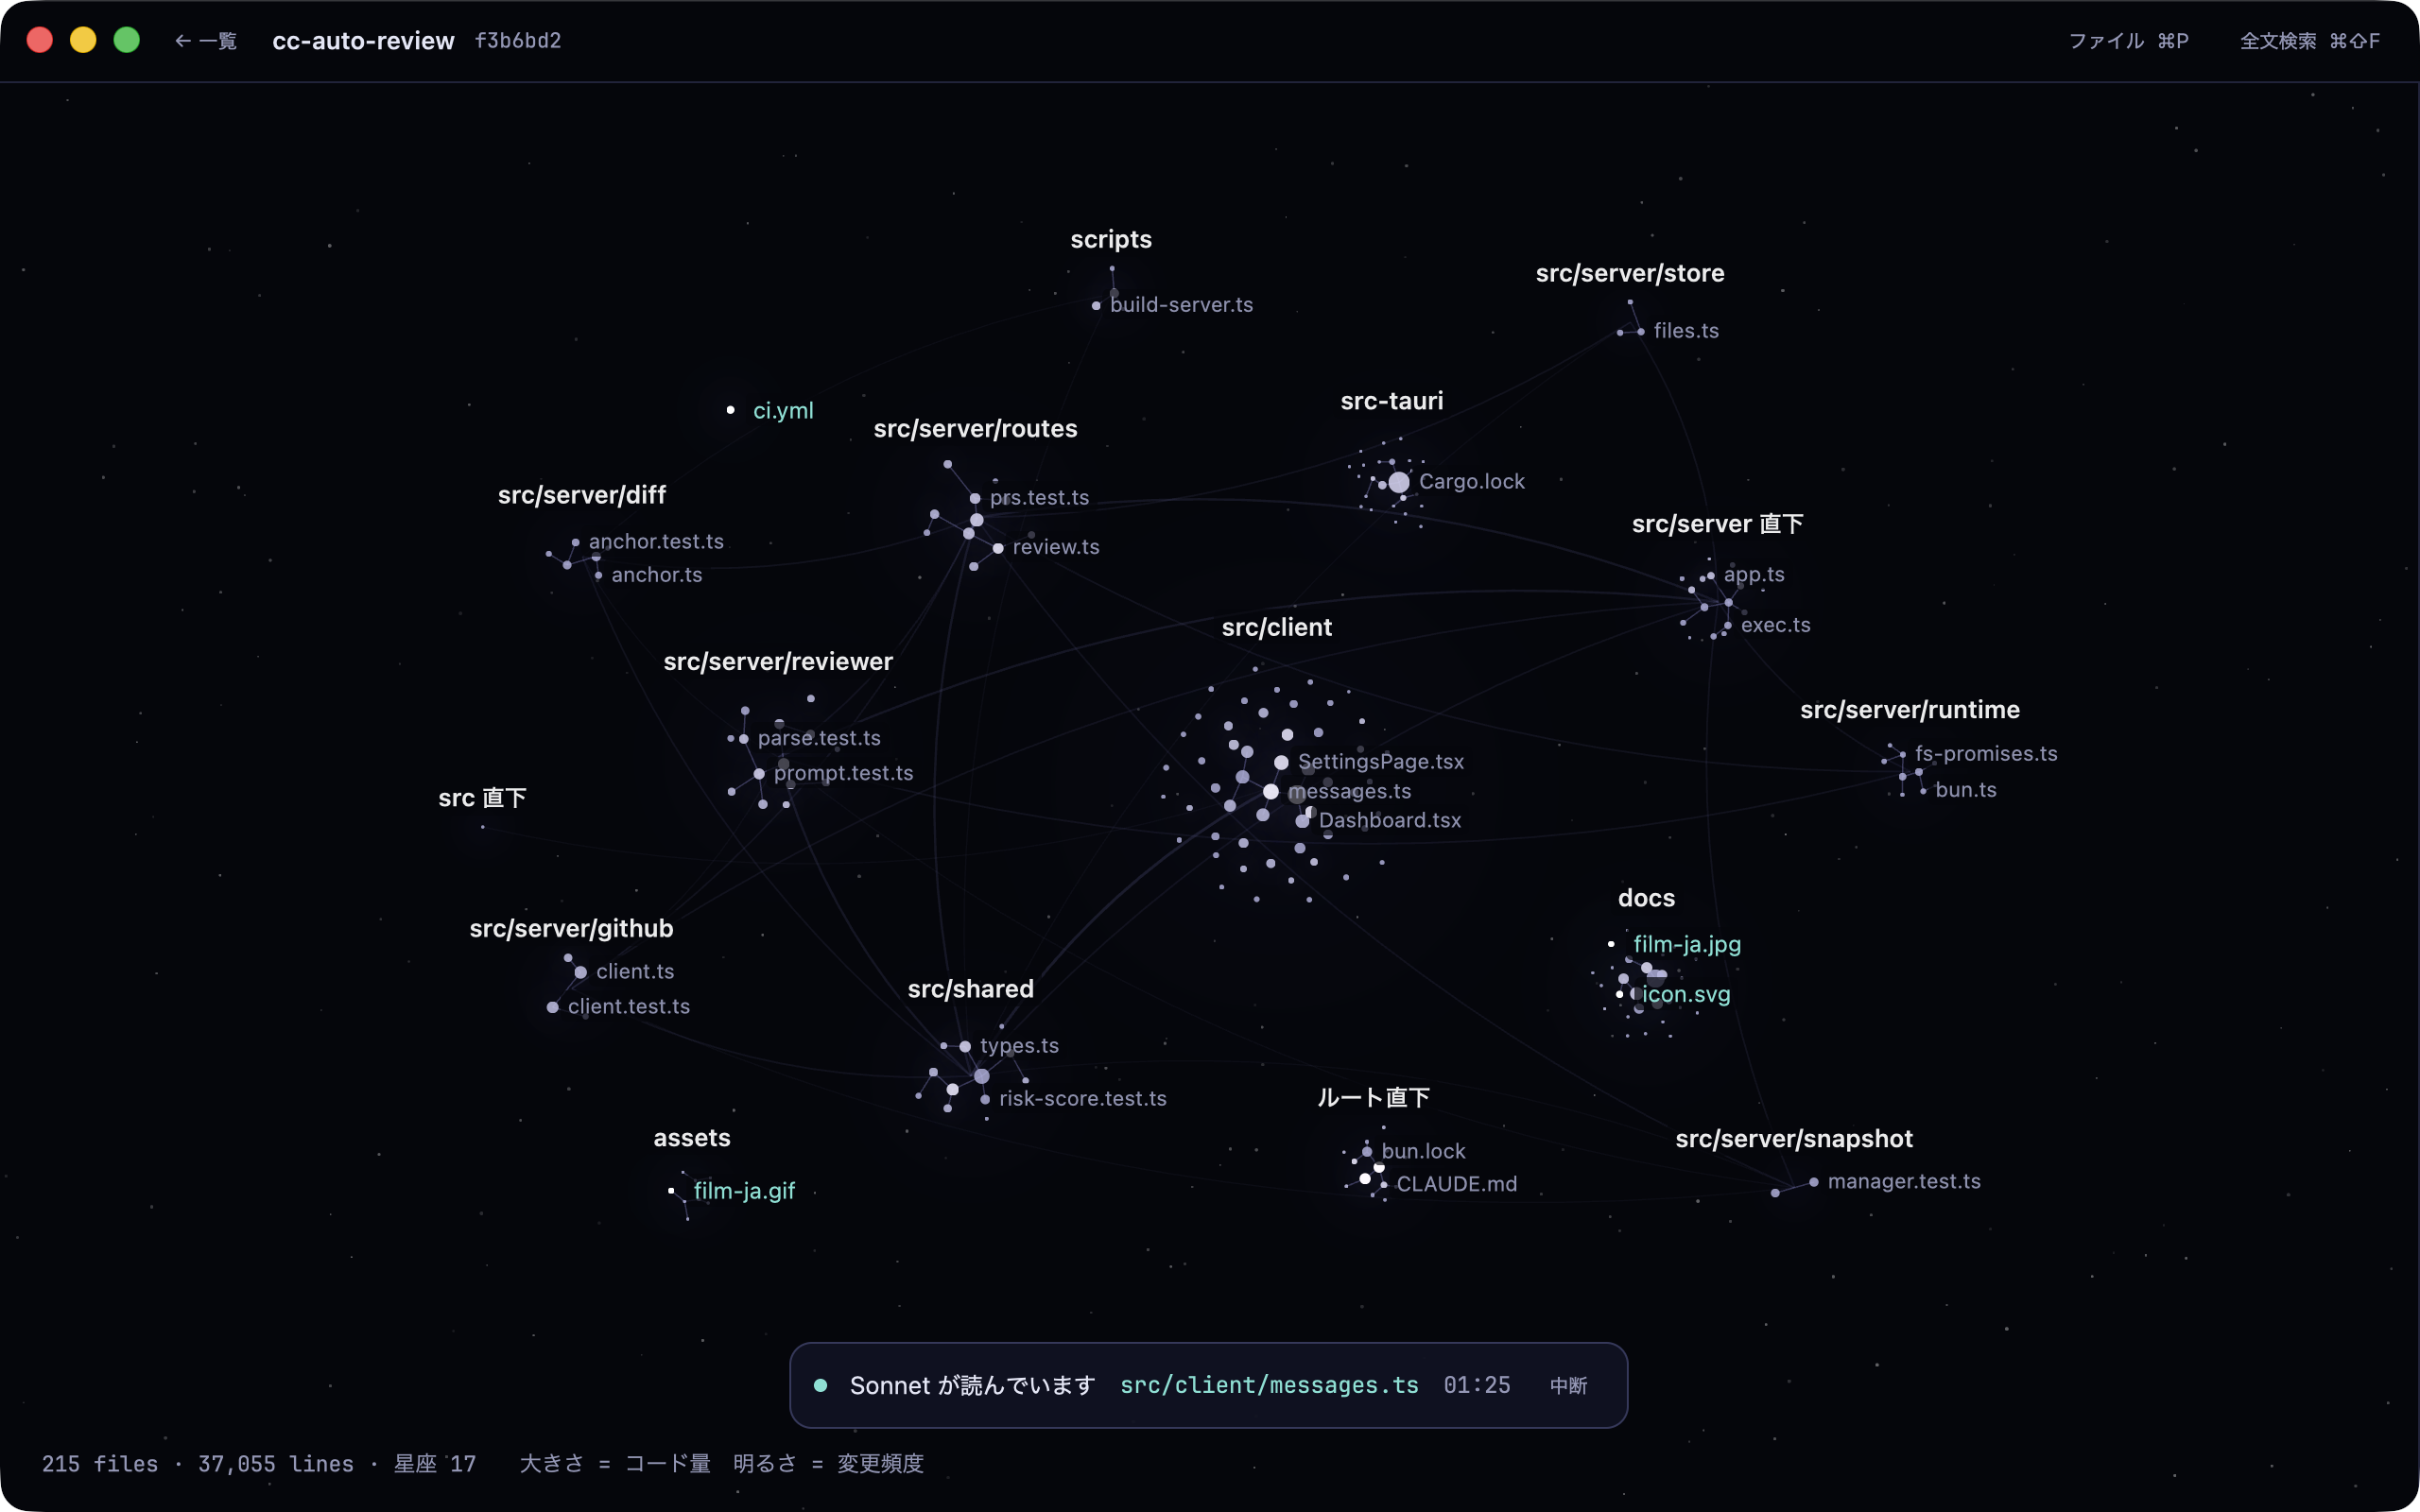 ← 一覧 cc-auto-review f3b6bd2 ファイル ⌘P 全文検索 ⌘⇧F
scripts
build-server.ts
src/server/store
files.ts
ci.yml
src-tauri
Cargo.lock
src/server/routes
prs.test.ts
review.ts
src/server/diff
anchor.test.ts
anchor.ts
src/server 直下
app.ts
exec.ts
src/client
SettingsPage.tsx
messages.ts
Dashboard.tsx
src/server/reviewer
parse.test.ts
prompt.test.ts
src/server/runtime
fs-promises.ts
bun.ts
src 直下
docs
film-ja.jpg
icon.svg
src/server/github
client.ts
client.test.ts
src/shared
types.ts
risk-score.test.ts
ルート直下
bun.lock
CLAUDE.md
assets
film-ja.gif
src/server/snapshot
manager.test.ts
Sonnet が読んでいます src/client/messages.ts 01:25 中断
215 files · 37,055 lines · 星座 17 大きさ = コード量 明るさ = 変更頻度